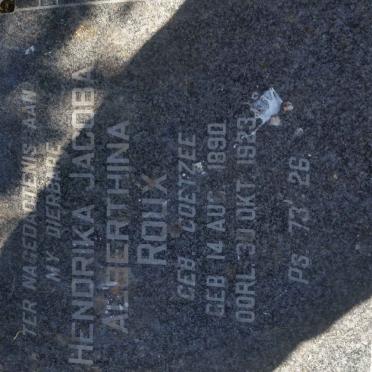 TER NAGEDAGTENIS AAN
MY DIERBARE
HENDRIKA JACOBA
ALBERTHINA
ROUX
GEB COETZEE
GEB 14 AUG 1890
OORL 30 OKT 1923
PS 73:26